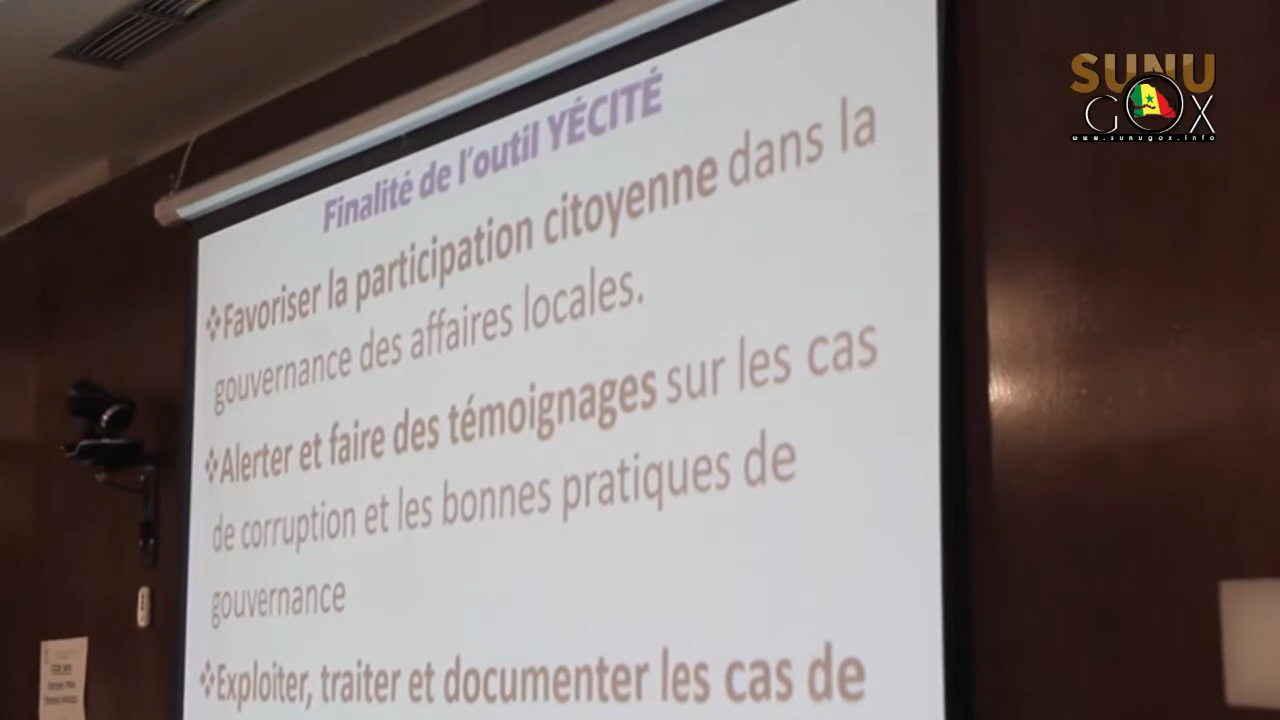 SUNU
GOX
www.sunugox.info
Finalité de l'outil YÉCITÉ
❖Favoriser la participation citoyenne dans la
gouvernance des affaires locales.
❖Alerter et faire des témoignages sur les cas
de corruption et les bonnes pratiques de
gouvernance
❖Exploiter, traiter et documenter les cas de